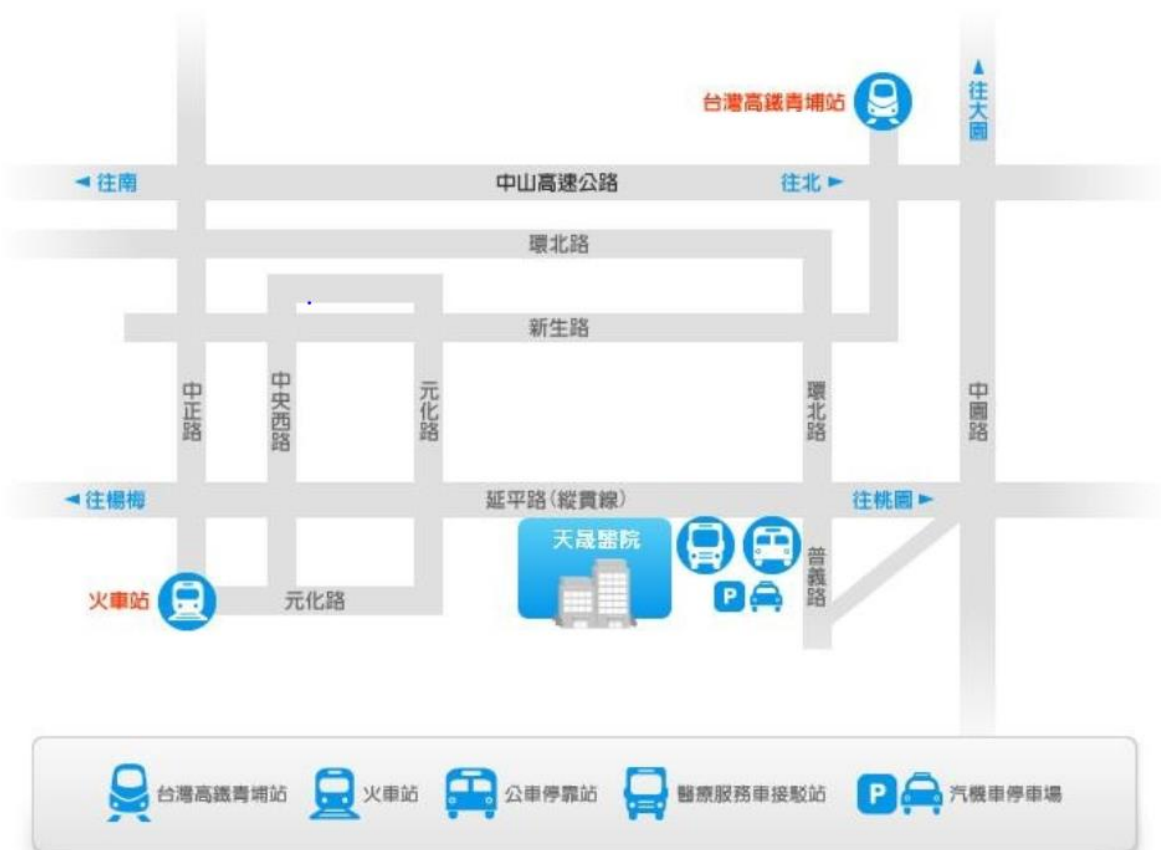 台灣高鐵青埔站
往大園
往南
中山高速公路
往北
環北路
新生路
中正路
中央西路
元化路
環北路
中園路
往楊梅
延平路(縱貫線)
往桃園
天晟醫院
普義路
P
火車站
元化路
台灣高鐵青埔站
火車站
公車停靠站
醫療服務車接駁站
P
汽機車停車場